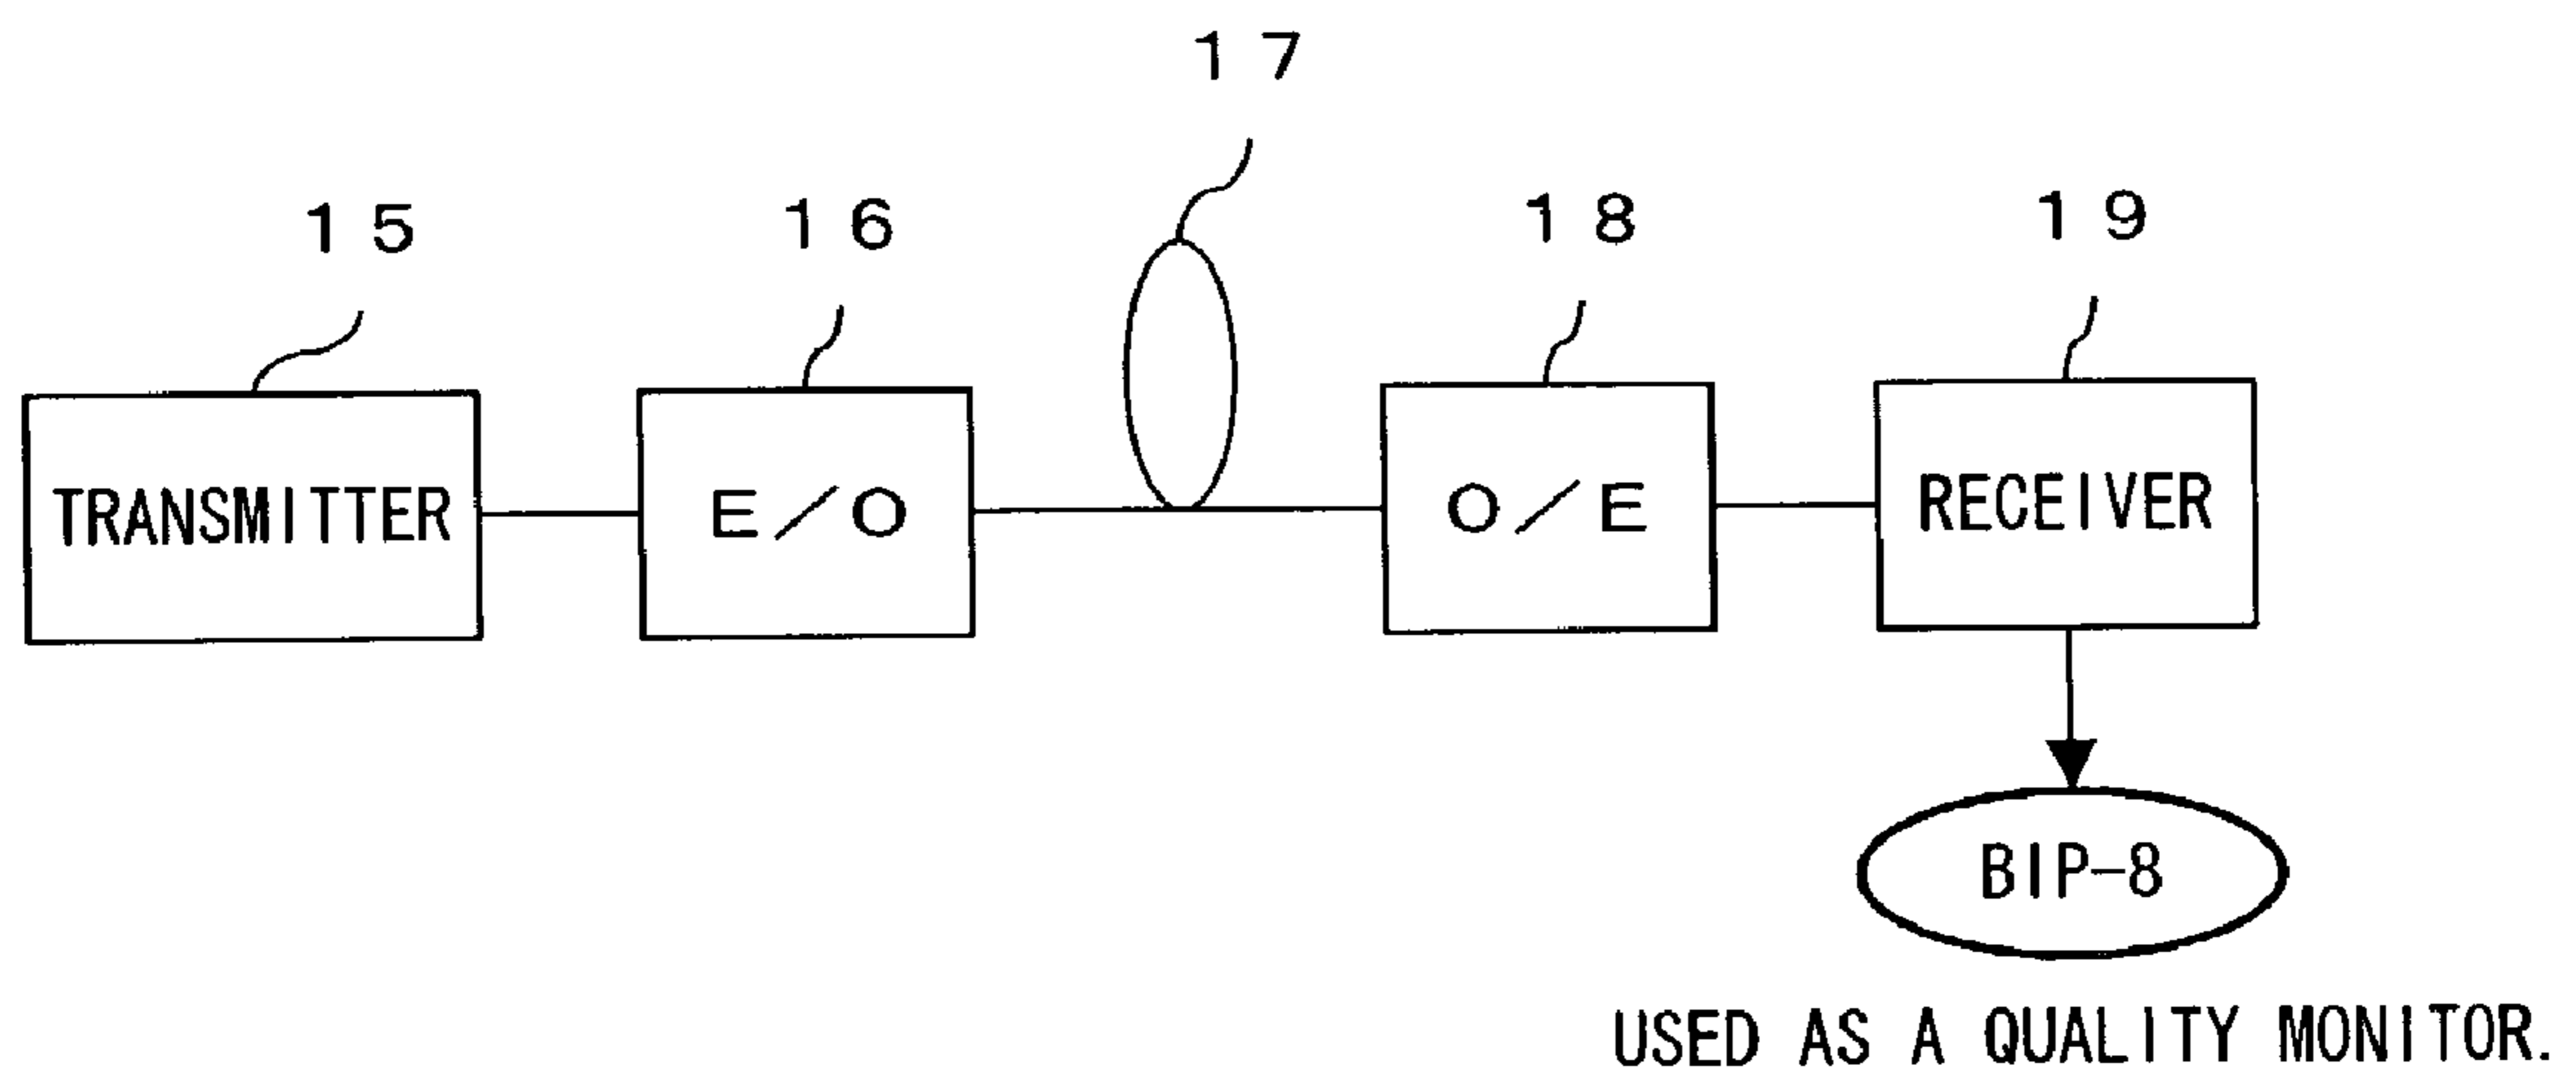 17
15 16 18 19
TRANSMITTER E/O O/E RECEIVER
BIP-8
USED AS A QUALITY MONITOR.